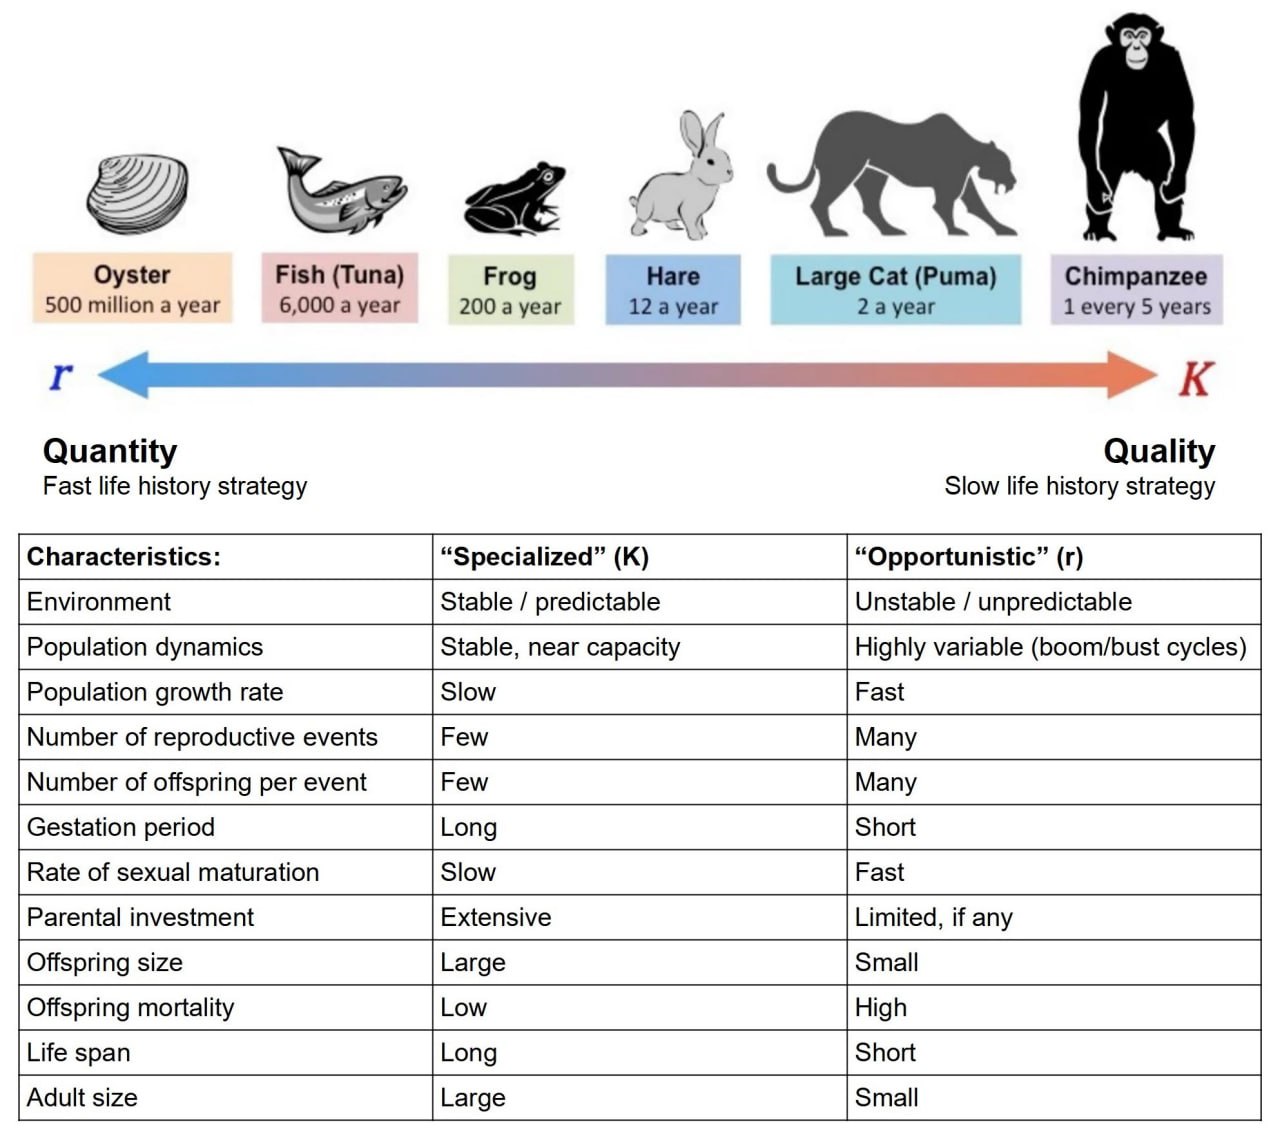 Oyster
500 million a year
Fish (Tuna)
6,000 a year
Frog
200 a year
Hare
12 a year
Large Cat (Puma)
2 a year
Chimpanzee
1 every 5 years
r
K
Quantity
Fast life history strategy
Quality
Slow life history strategy
Characteristics: “Specialized” (K) “Opportunistic” (r)
Environment Stable / predictable Unstable / unpredictable
Population dynamics Stable, near capacity Highly variable (boom/bust cycles)
Population growth rate Slow Fast
Number of reproductive events Few Many
Number of offspring per event Few Many
Gestation period Long Short
Rate of sexual maturation Slow Fast
Parental investment Extensive Limited, if any
Offspring size Large Small
Offspring mortality Low High
Life span Long Short
Adult size Large Small